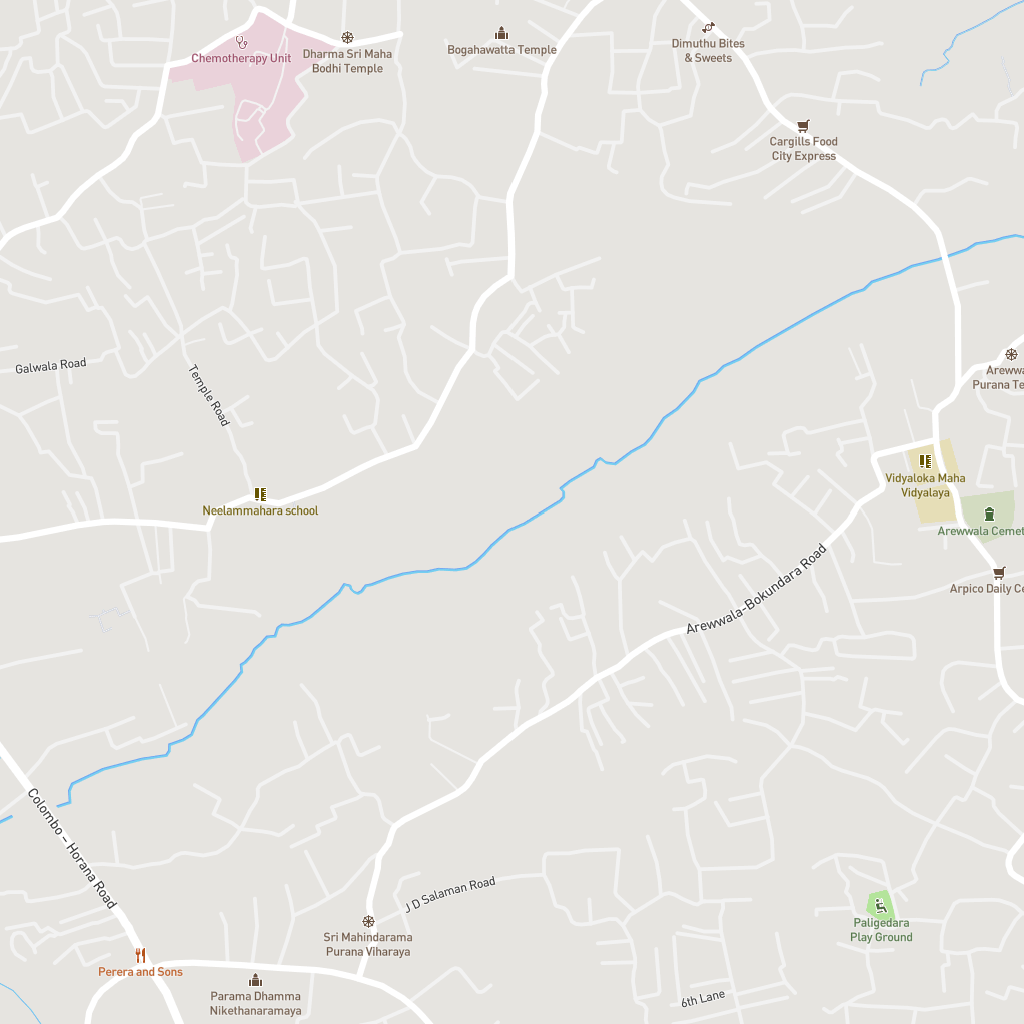 Chemotherapy Unit
Dharma Sri Maha
Bodhi Temple
Bogahawatta Temple
Dimuthu Bites
& Sweets
Cargills Food
City Express
Galwala Road
Temple Road
Neelammahara school
Purana Te
Vidyaloka Maha
Vidyalaya
Arewwala Cemet
Arpico Daily Ce
Arewwala-Bokundara Road
Colombo – Horana Road
J D Salaman Road
Sri Mahindarama
Purana Viharaya
Paligedara
Play Ground
Perera and Sons
Parama Dhamma
Nikethanaramaya
6th Lane